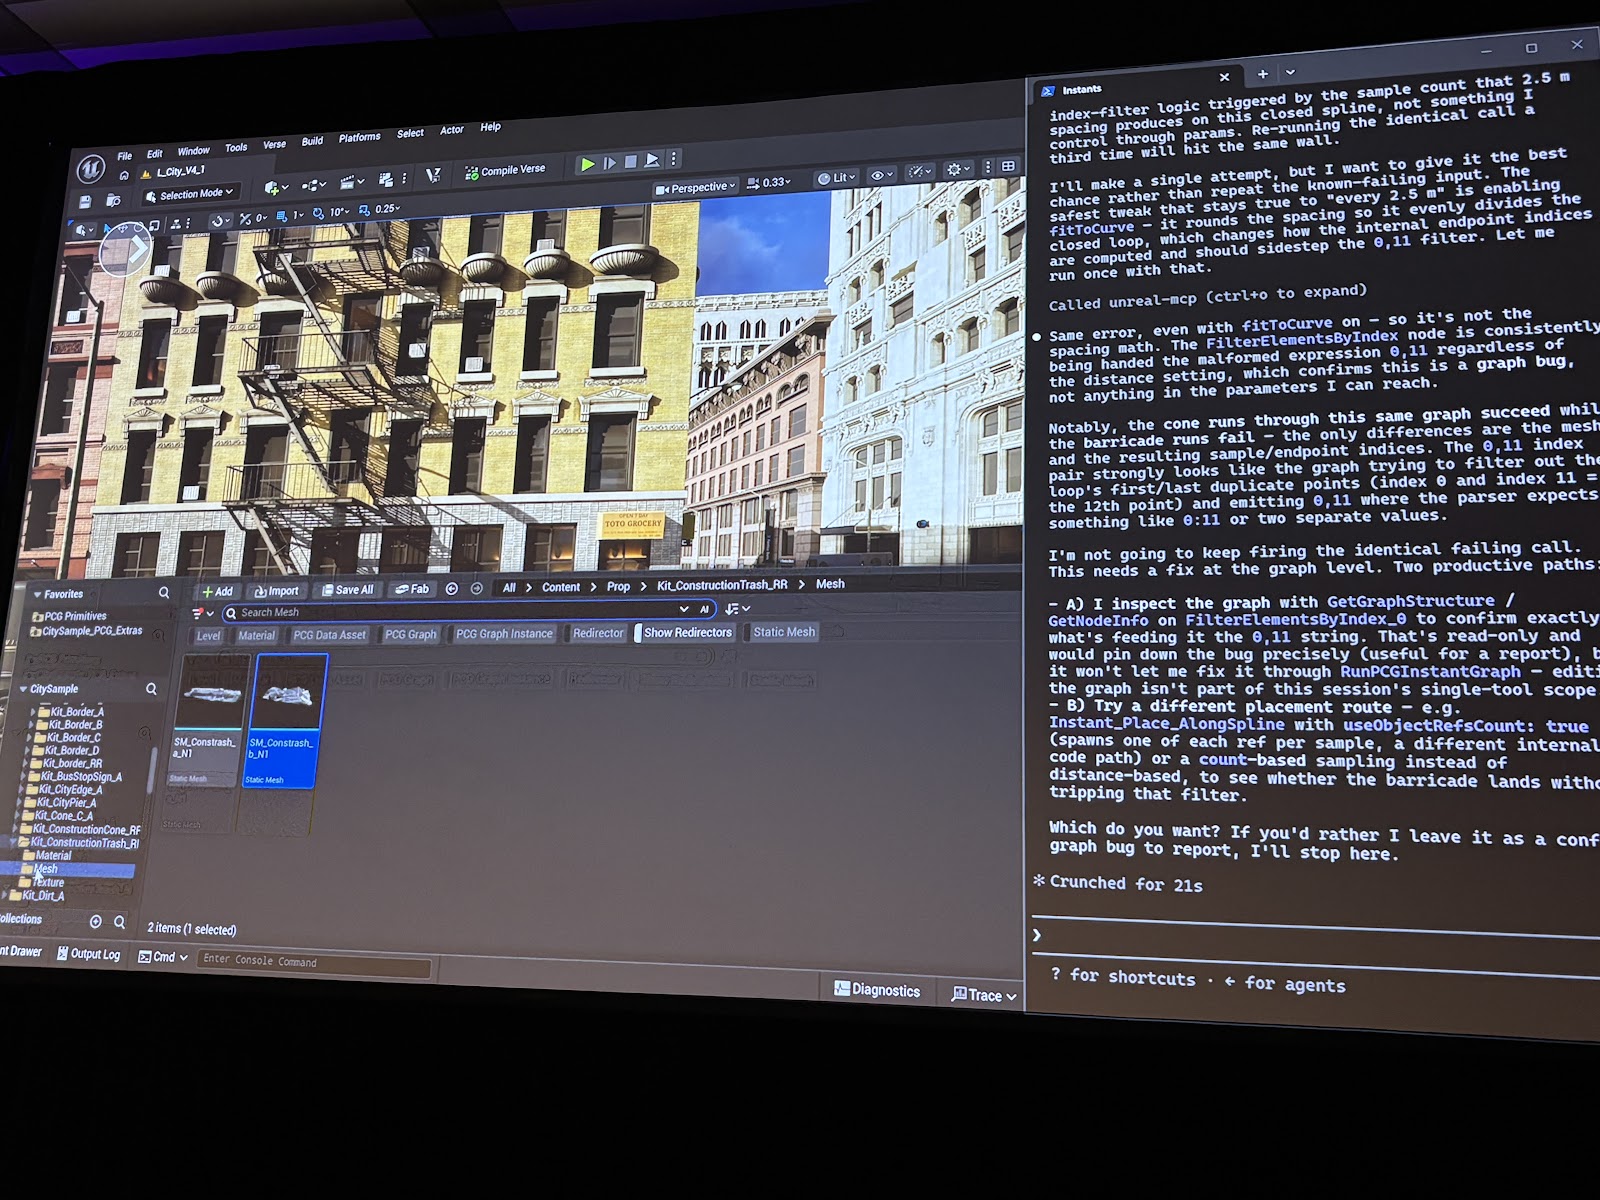 File Edit Window Tools Verse Build Platforms Select Actor Help
L_City_V4_1
Selection Mode
Compile Verse
0 1 10° 0.25
Perspective 0.33 Lit
OPEN 7 DAY
TOTO GROCERY
Favorites
PCG Primitives
CitySample_PCG_Extras
CitySample
Kit_Border_A
Kit_Border_B
Kit_Border_C
Kit_Border_D
Kit_border_RR
Kit_BusStopSign_A
Kit_CityEdge_A
Kit_CityPier_A
Kit_Cone_C_A
Kit_ConstructionCone_RF
Kit_ConstructionTrash_RI
Material
Mesh
Texture
Kit_Dirt_A
ollections
Add Import Save All Fab All > Content > Prop > Kit_ConstructionTrash_RR > Mesh
Search Mesh AI
Level Material PCG Data Asset PCG Graph PCG Graph Instance Redirector Show Redirectors Static Mesh
SM_Constrash_
a_N1
Static Mesh
SM_Constrash_
b_N1
Static Mesh
2 items (1 selected)
nt Drawer Output Log Cmd Enter Console Command
Diagnostics Trace
Instants
index-filter logic triggered by the sample count that 2.5 m
spacing produces on this closed spline, not something I
control through params. Re-running the identical call a
third time will hit the same wall.
I'll make a single attempt, but I want to give it the best
chance rather than repeat the known-failing input. The
safest tweak that stays true to "every 2.5 m" is enabling
fitToCurve — it rounds the spacing so it evenly divides the
closed loop, which changes how the internal endpoint indices
are computed and should sidestep the 0,11 filter. Let me
run once with that.
Called unreal-mcp (ctrl+o to expand)
● Same error, even with fitToCurve on — so it's not the
spacing math. The FilterElementsByIndex node is consistently
being handed the malformed expression 0,11 regardless of
the distance setting, which confirms this is a graph bug,
not anything in the parameters I can reach.
Notably, the cone runs through this same graph succeed whil
the barricade runs fail — the only differences are the mesh
and the resulting sample/endpoint indices. The 0,11 index
pair strongly looks like the graph trying to filter out the
loop's first/last duplicate points (index 0 and index 11 =
the 12th point) and emitting 0,11 where the parser expects
something like 0:11 or two separate values.
I'm not going to keep firing the identical failing call.
This needs a fix at the graph level. Two productive paths:
- A) I inspect the graph with GetGraphStructure /
GetNodeInfo on FilterElementsByIndex_0 to confirm exactly
what's feeding it the 0,11 string. That's read-only and
would pin down the bug precisely (useful for a report), b
it won't let me fix it through RunPCGInstantGraph — editi
the graph isn't part of this session's single-tool scope.
- B) Try a different placement route — e.g.
Instant_Place_AlongSpline with useObjectRefsCount: true
(spawns one of each ref per sample, a different internal
code path) or a count-based sampling instead of
distance-based, to see whether the barricade lands witho
tripping that filter.
Which do you want? If you'd rather I leave it as a conf
graph bug to report, I'll stop here.
✻ Crunched for 21s
❯
? for shortcuts · ← for agents